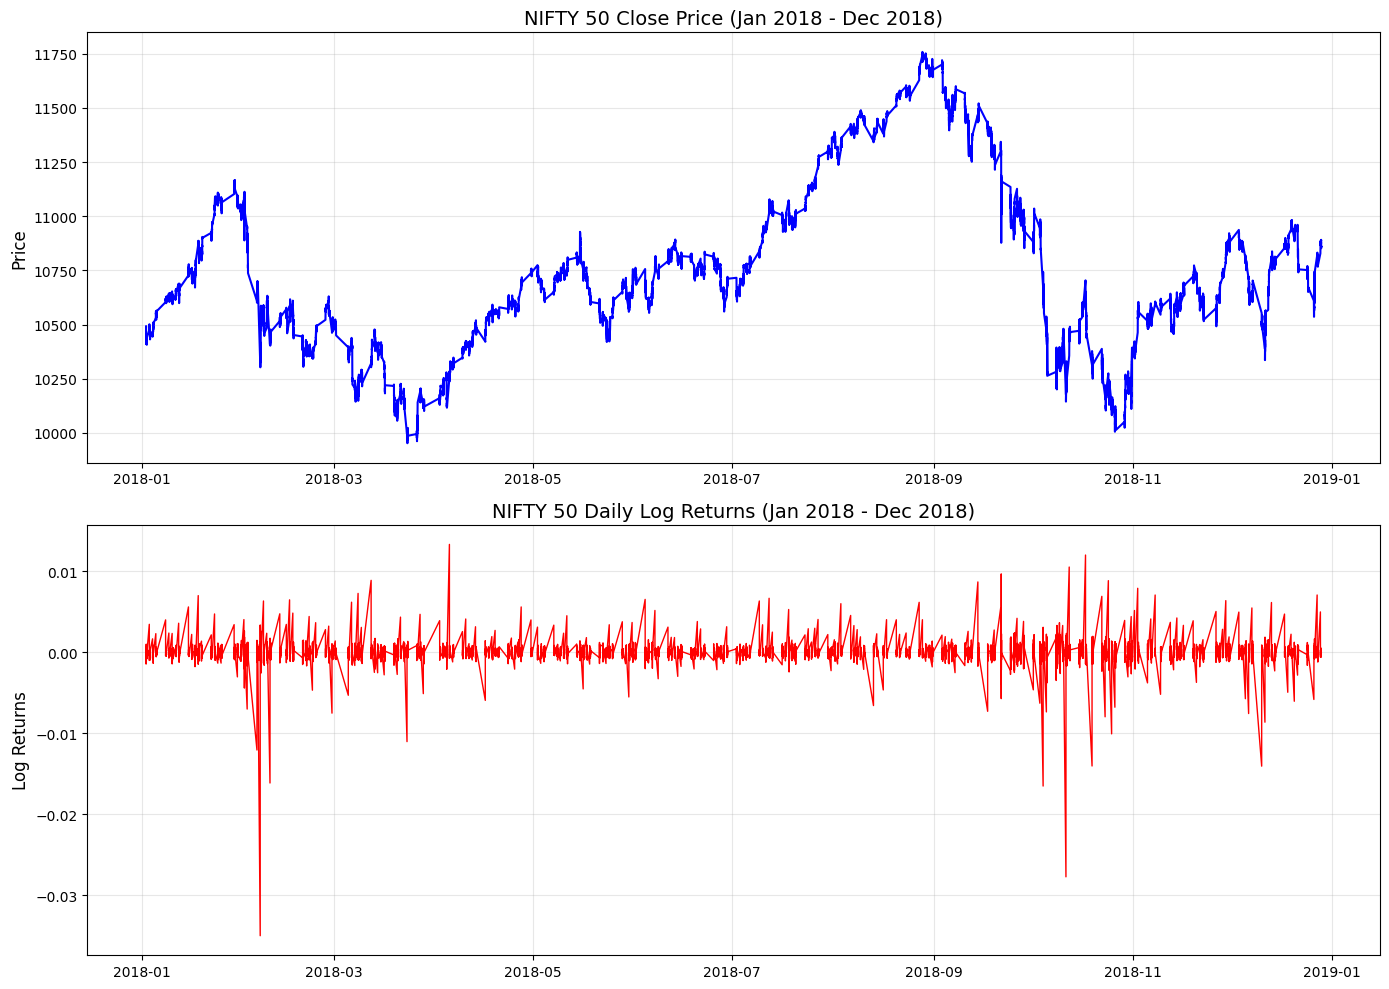 NIFTY 50 Close Price (Jan 2018 - Dec 2018)
Price
11750
11500
11250
11000
10750
10500
10250
10000
2018-01 2018-03 2018-05 2018-07 2018-09 2018-11 2019-01
NIFTY 50 Daily Log Returns (Jan 2018 - Dec 2018)
Log Returns
0.01
0.00
−0.01
−0.02
−0.03
2018-01 2018-03 2018-05 2018-07 2018-09 2018-11 2019-01